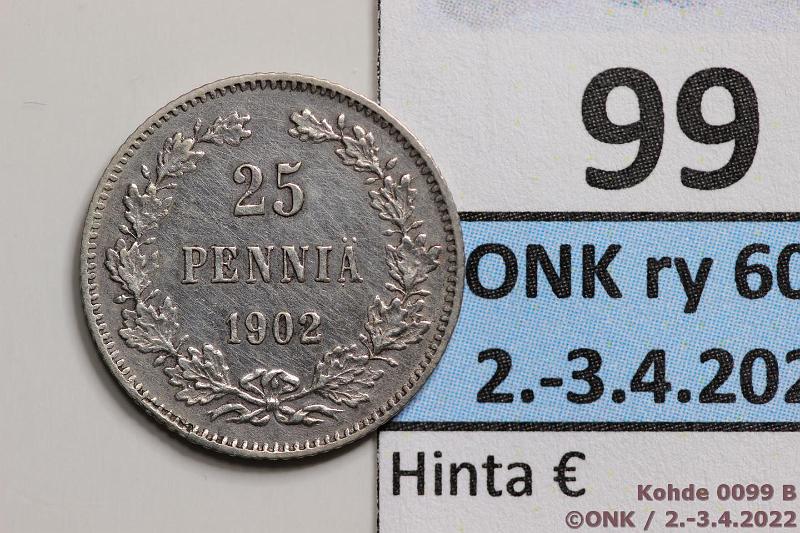 25
PENNIÄ
1902
99
ONK ry 60
2.-3.4.202
Hinta €
Kohde 0099 B
©ONK / 2.-3.4.2022